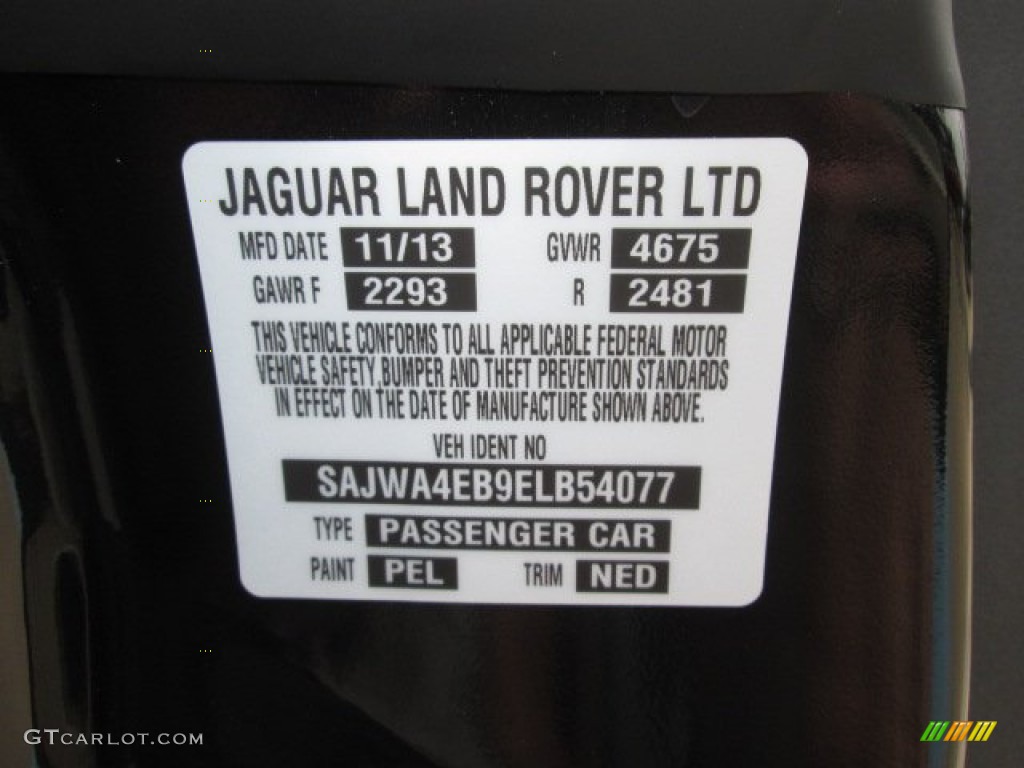 JAGUAR LAND ROVER LTD
MFD DATE 11/13 GVWR 4675
GAWR F 2293 R 2481
THIS VEHICLE CONFORMS TO ALL APPLICABLE FEDERAL MOTOR
VEHICLE SAFETY, BUMPER AND THEFT PREVENTION STANDARDS
IN EFFECT ON THE DATE OF MANUFACTURE SHOWN ABOVE.
VEH IDENT NO
SAJWA4EB9ELB54077
TYPE PASSENGER CAR
PAINT PEL TRIM NED
GTCARLOT.COM